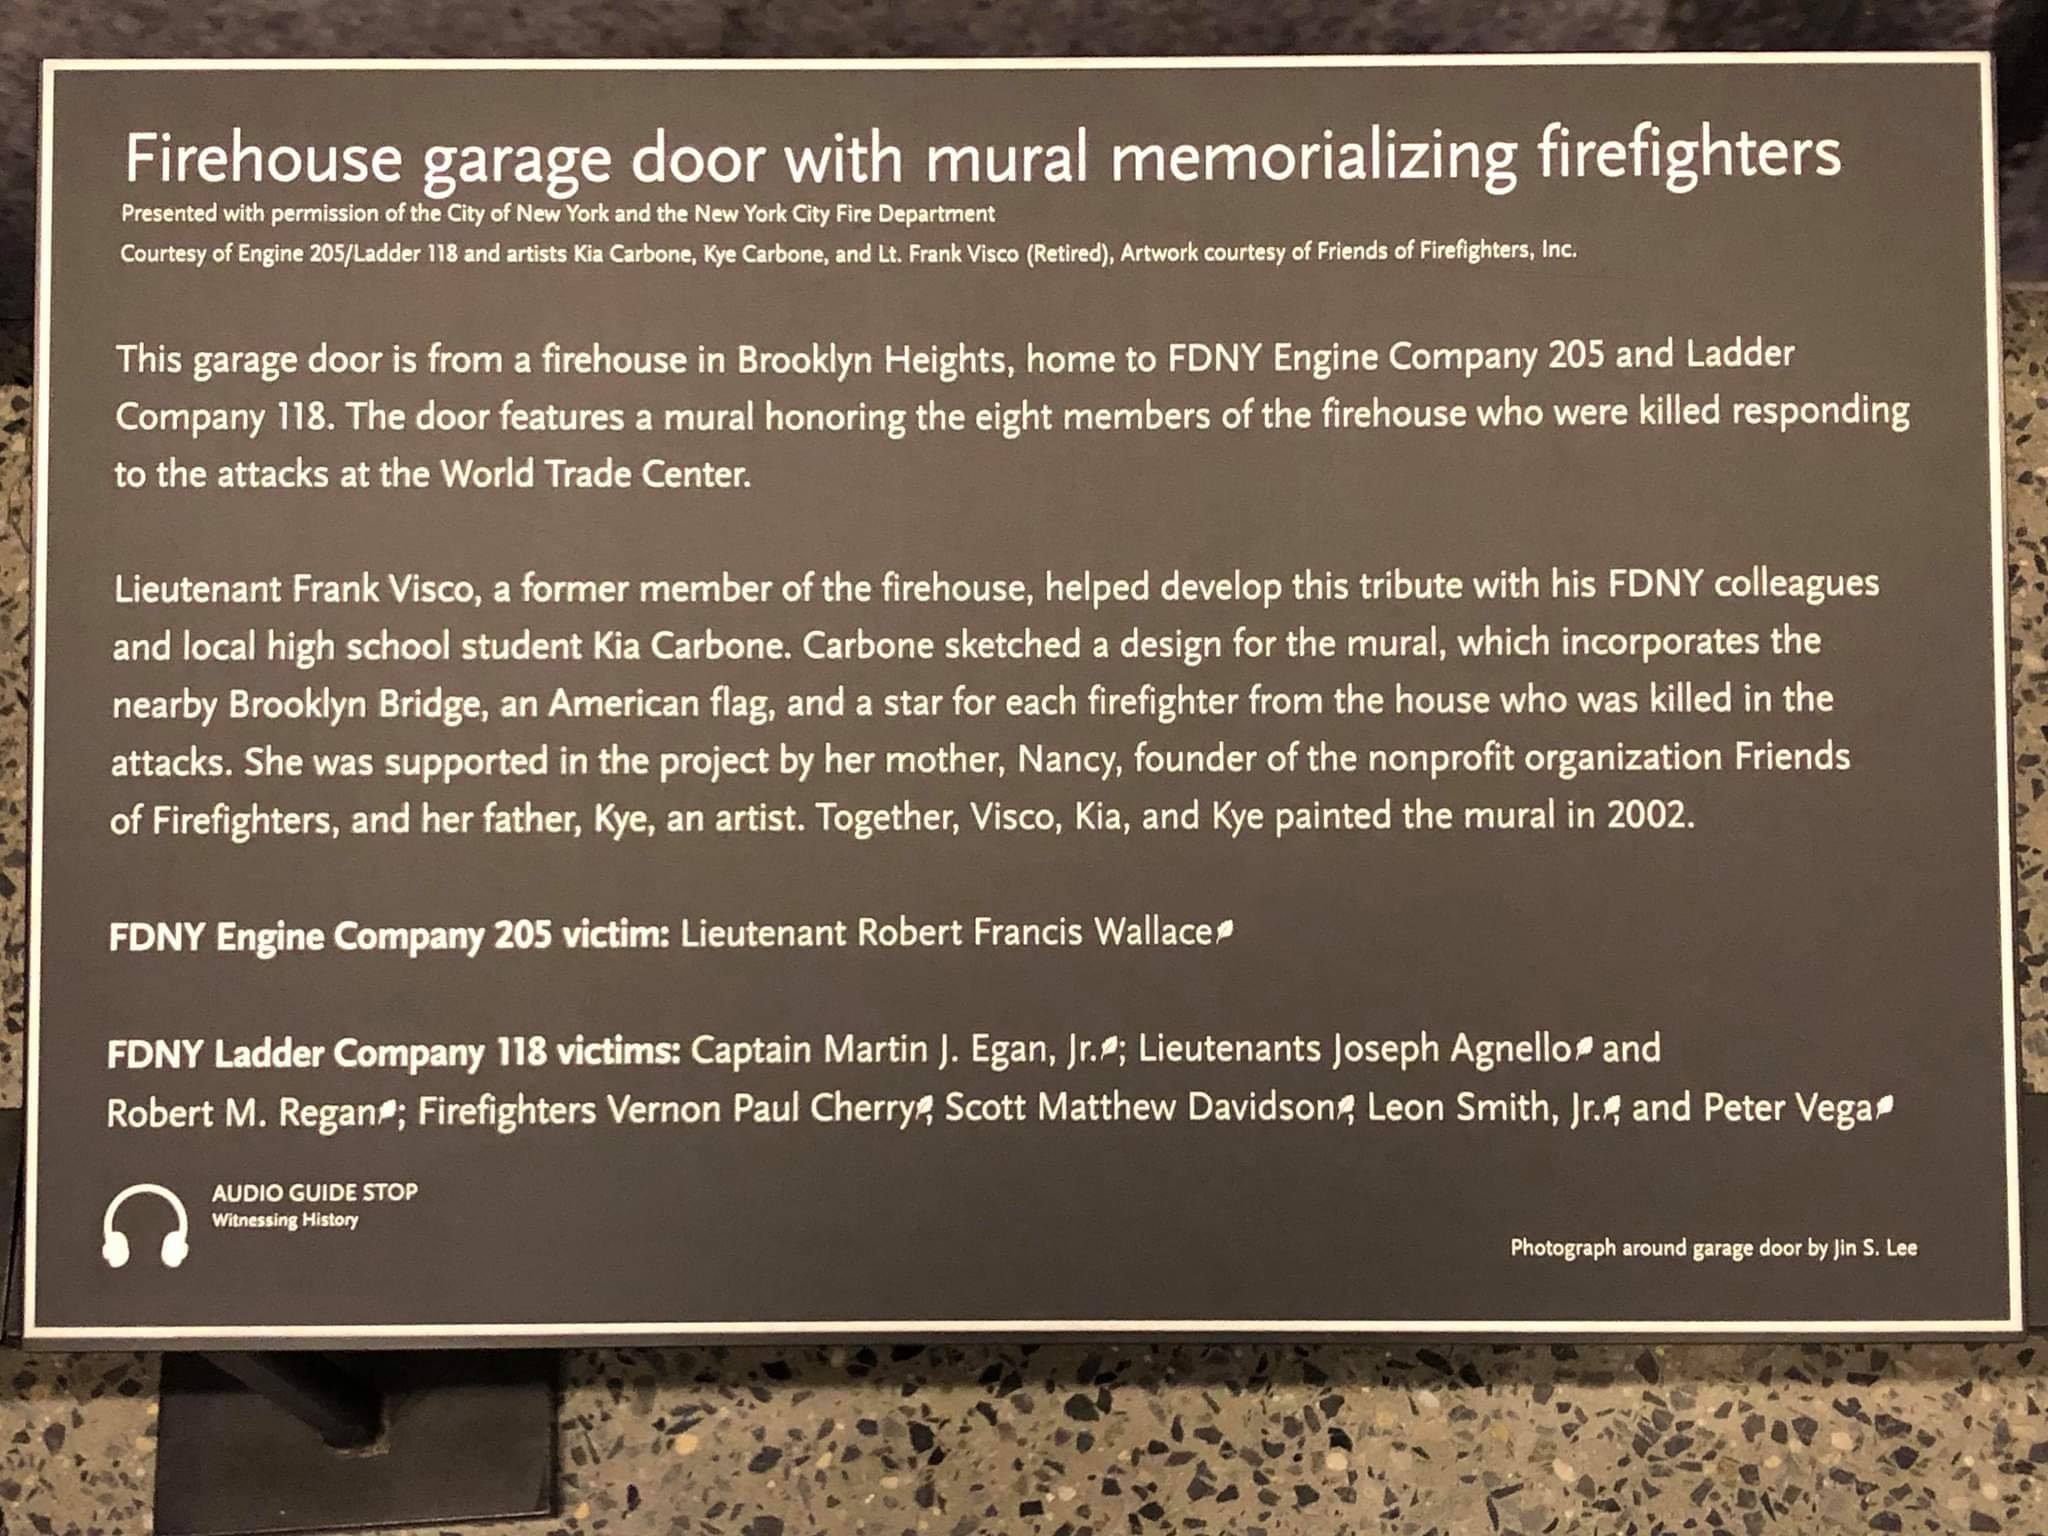 Firehouse garage door with mural memorializing firefighters
Presented with permission of the City of New York and the New York City Fire Department
Courtesy of Engine 205/Ladder 118 and artists Kia Carbone, Kye Carbone, and Lt. Frank Visco (Retired), Artwork courtesy of Friends of Firefighters, Inc.
This garage door is from a firehouse in Brooklyn Heights, home to FDNY Engine Company 205 and Ladder
Company 118. The door features a mural honoring the eight members of the firehouse who were killed responding
to the attacks at the World Trade Center.
Lieutenant Frank Visco, a former member of the firehouse, helped develop this tribute with his FDNY colleagues
and local high school student Kia Carbone. Carbone sketched a design for the mural, which incorporates the
nearby Brooklyn Bridge, an American flag, and a star for each firefighter from the house who was killed in the
attacks. She was supported in the project by her mother, Nancy, founder of the nonprofit organization Friends
of Firefighters, and her father, Kye, an artist. Together, Visco, Kia, and Kye painted the mural in 2002.
FDNY Engine Company 205 victim: Lieutenant Robert Francis Wallace
FDNY Ladder Company 118 victims: Captain Martin J. Egan, Jr.; Lieutenants Joseph Agnello and
Robert M. Regan; Firefighters Vernon Paul Cherry, Scott Matthew Davidson, Leon Smith, Jr., and Peter Vega
AUDIO GUIDE STOP
Witnessing History
Photograph around garage door by Jin S. Lee